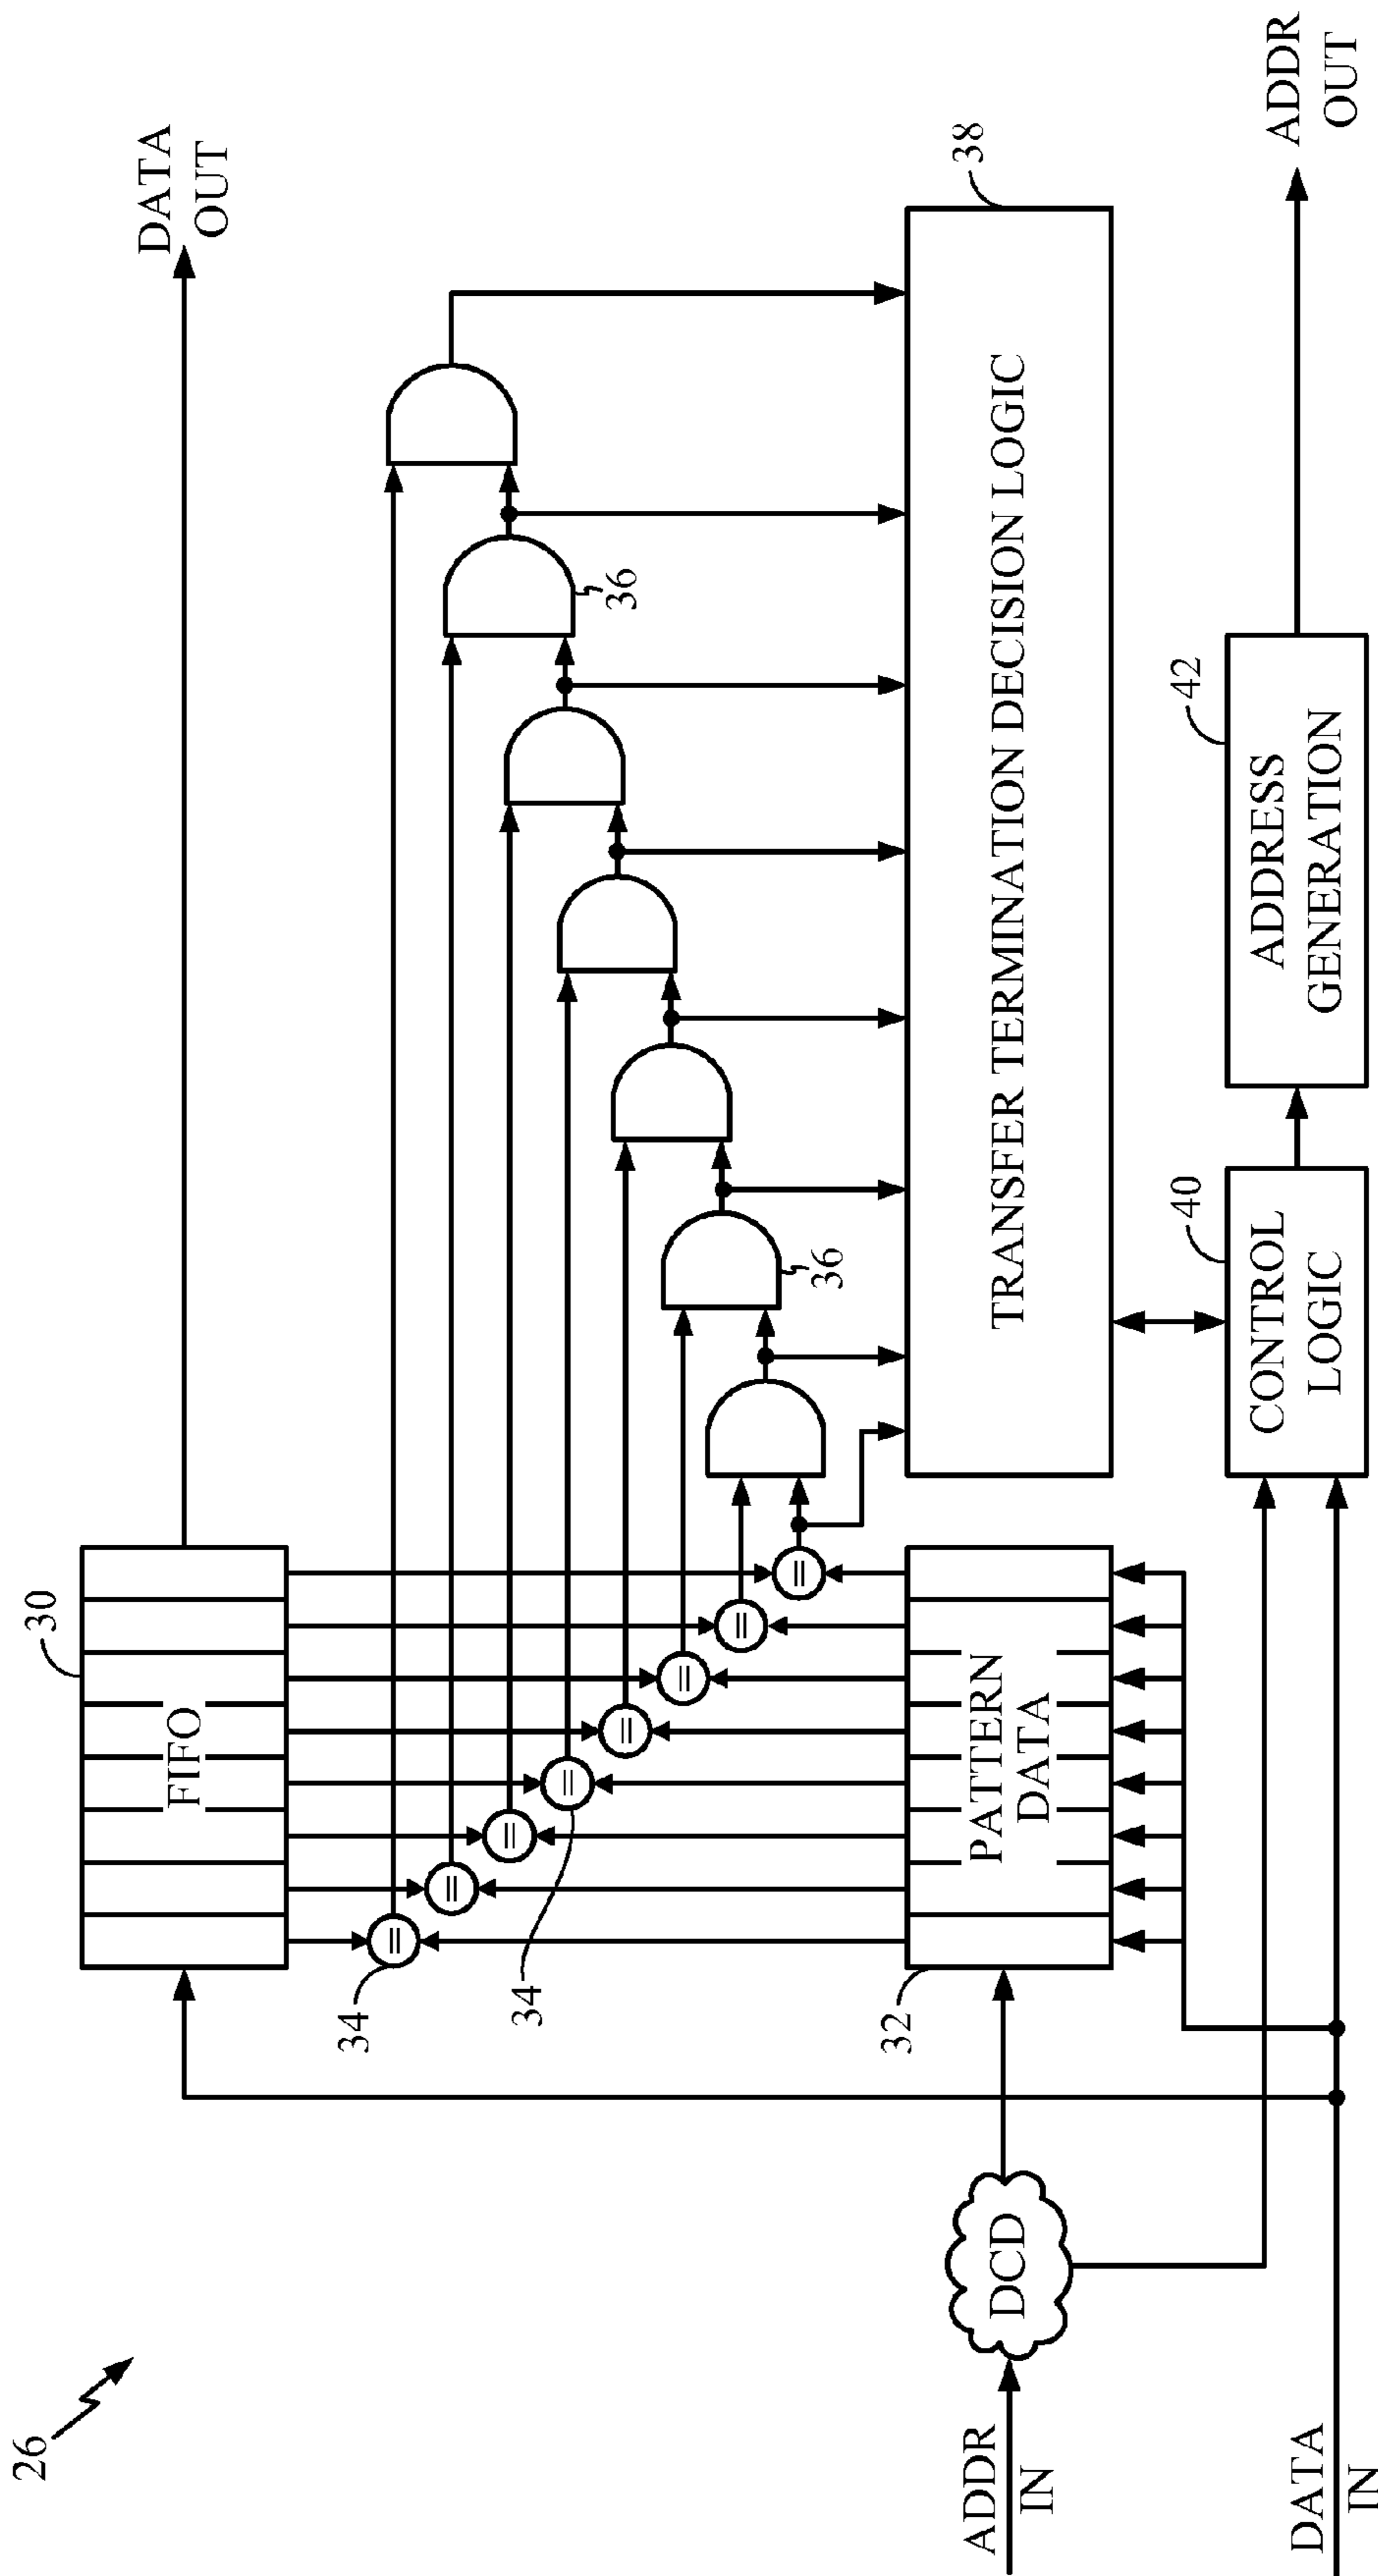 26
30
FIFO
DATA
OUT
34
34
36
36
32
PATTERN
DATA
38
TRANSFER TERMINATION DECISION LOGIC
ADDR
IN
DCD
DATA
IN
40
CONTROL
LOGIC
42
ADDRESS
GENERATION
ADDR
OUT